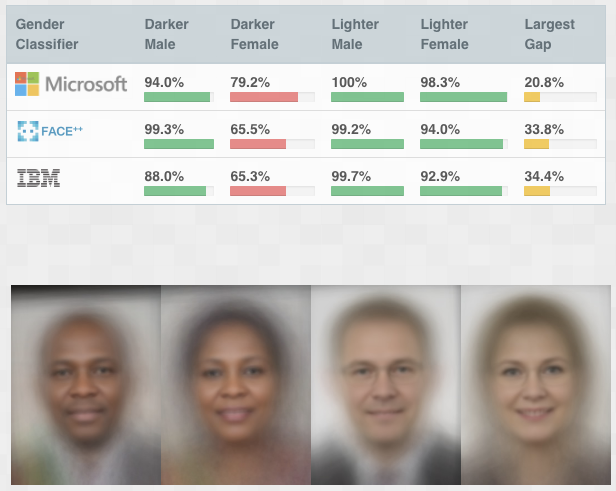 Gender Classifier Darker Male Darker Female Lighter Male Lighter Female Largest Gap
Microsoft 94.0% 79.2% 100% 98.3% 20.8%
FACE++ 99.3% 65.5% 99.2% 94.0% 33.8%
IBM 88.0% 65.3% 99.7% 92.9% 34.4%